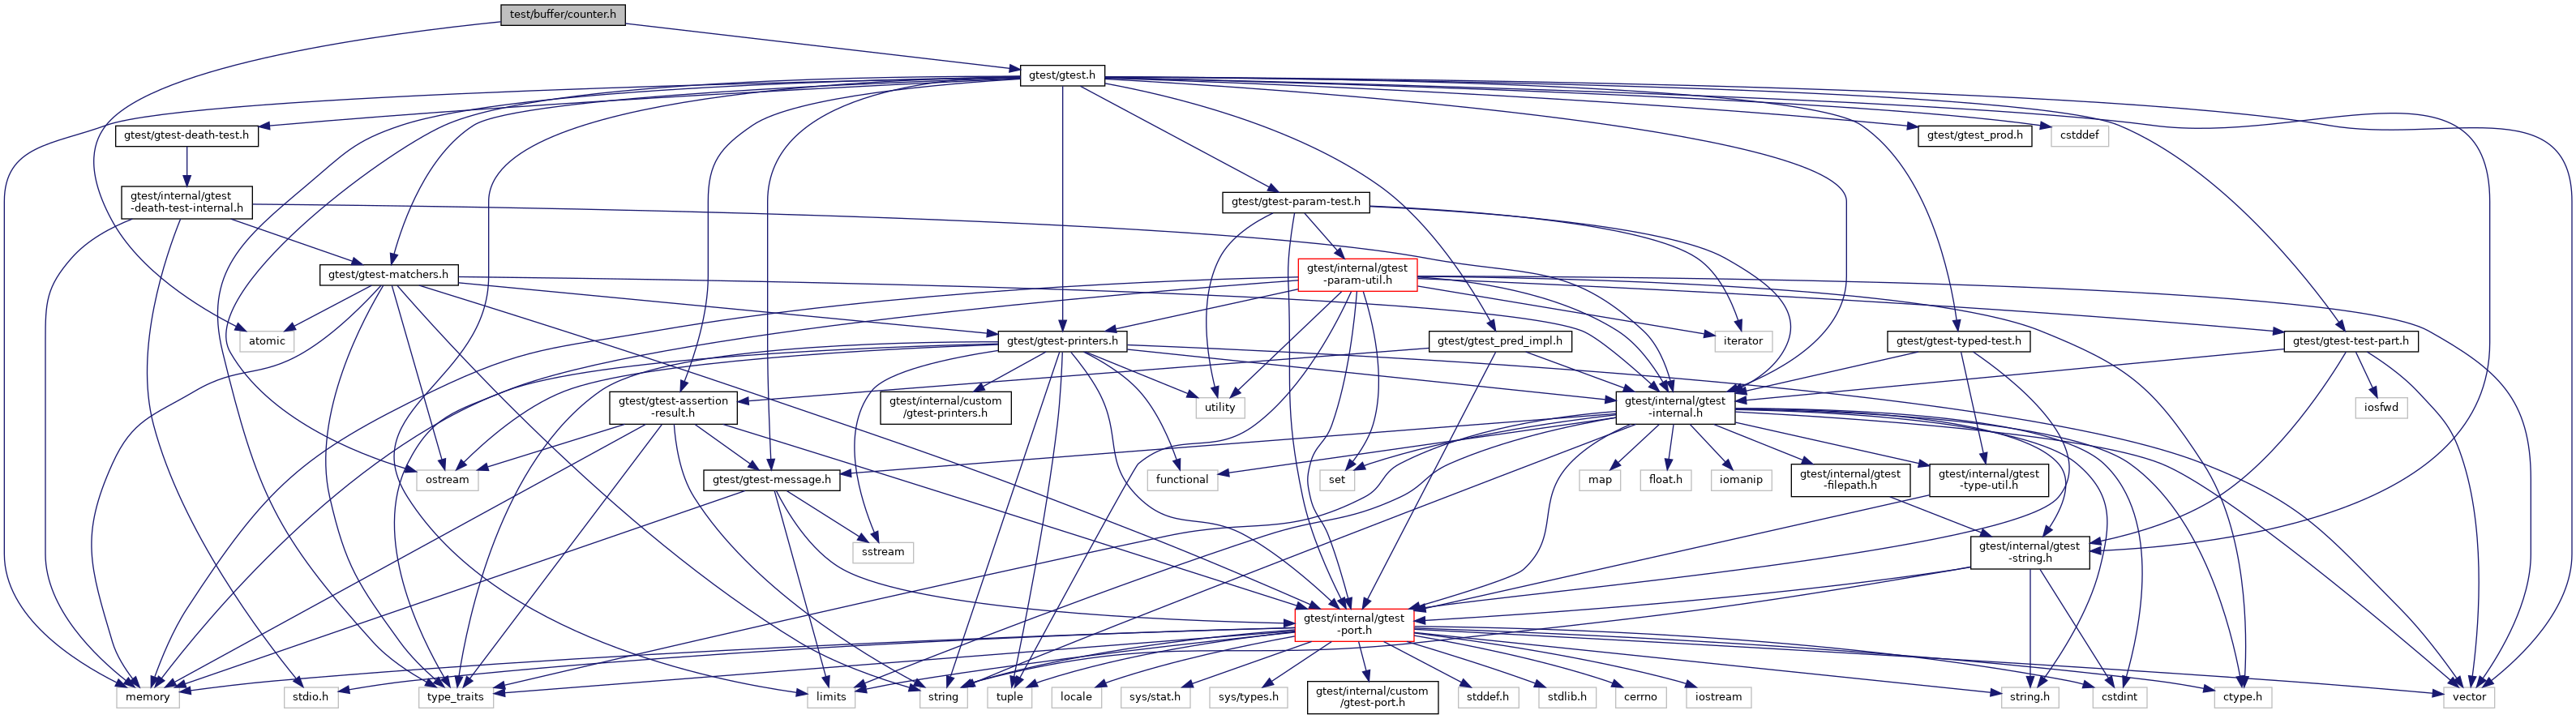 test/buffer/counter.h
gtest/gtest.h
gtest/gtest-death-test.h
gtest/gtest_prod.h
cstddef
gtest/internal/gtest
-death-test-internal.h
gtest/gtest-param-test.h
gtest/gtest-matchers.h
gtest/internal/gtest
-param-util.h
atomic
gtest/gtest-printers.h
gtest/gtest_pred_impl.h
iterator
gtest/gtest-typed-test.h
gtest/gtest-test-part.h
gtest/gtest-assertion
-result.h
gtest/internal/custom
/gtest-printers.h
utility
gtest/internal/gtest
-internal.h
iosfwd
ostream
gtest/gtest-message.h
functional
set
map
float.h
iomanip
gtest/internal/gtest
-filepath.h
gtest/internal/gtest
-type-util.h
sstream
gtest/internal/gtest
-string.h
gtest/internal/gtest
-port.h
memory
stdio.h
type_traits
limits
string
tuple
locale
sys/stat.h
sys/types.h
gtest/internal/custom
/gtest-port.h
stddef.h
stdlib.h
cerrno
iostream
string.h
cstdint
ctype.h
vector